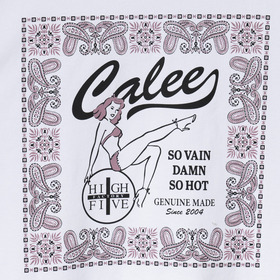 Calee
SO VAIN
DAMN
SO HOT
HIGH
FIVE
GENUINE MADE
Since 2004